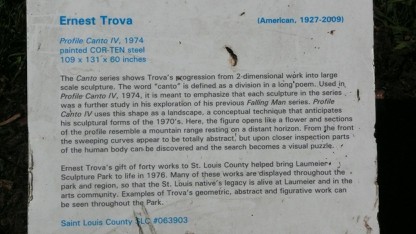 Ernest Trova (American, 1927-2009)
Profile Canto IV, 1974
painted COR-TEN steel
109 x 131 x 60 inches
The Canto series shows Trova's progression from 2-dimensional work into large
scale sculpture. The word "canto" is defined as a division in a long poem. Used in
Profile Canto IV, 1974, it is meant to emphasize that each sculpture in the series
was a further study in his exploration of his previous Falling Man series. Profile
Canto IV uses this shape as a landscape, a conceptual technique that anticipates
his sculptural forms of the 1970's. Here, the figure opens like a flower and sections
of the profile resemble a mountain range resting on a distant horizon. From the front
the sweeping curves appear to be totally abstract, but upon closer inspection parts
of the human body can be discovered and the search becomes a visual puzzle.
Ernest Trova's gift of forty works to St. Louis County helped bring Laumeier
Sculpture Park to life in 1976. Many of these works are displayed throughout the
park and region, so that the St. Louis native's legacy is alive at Laumeier and in the
arts community. Examples of Trova's geometric, abstract and figurative work can
be seen throughout the Park.
Saint Louis County SLC #063903